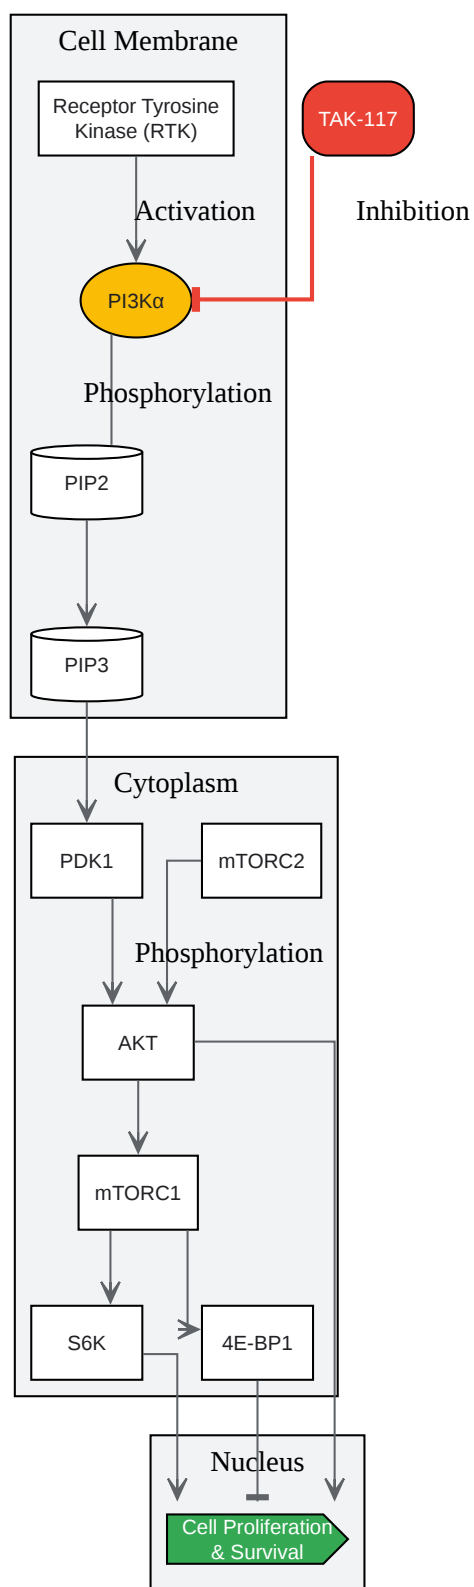 Cell Membrane
Receptor Tyrosine
Kinase (RTK)
TAK-117
Activation
Inhibition
PI3Kα
Phosphorylation
PIP2
PIP3
Cytoplasm
PDK1
mTORC2
Phosphorylation
AKT
mTORC1
S6K
4E-BP1
Nucleus
Cell Proliferation
& Survival